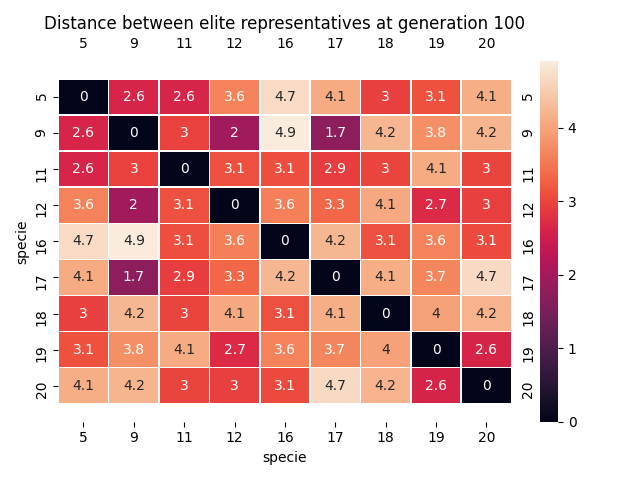 Distance between elite representatives at generation 100
5 9 11 12 16 17 18 19 20
5 0 2.6 2.6 3.6 4.7 4.1 3 3.1 4.1 5
9 2.6 0 3 2 4.9 1.7 4.2 3.8 4.2 9
11 2.6 3 0 3.1 3.1 2.9 3 4.1 3 11
12 3.6 2 3.1 0 3.6 3.3 4.1 2.7 3 12
16 4.7 4.9 3.1 3.6 0 4.2 3.1 3.6 3.1 16
17 4.1 1.7 2.9 3.3 4.2 0 4.1 3.7 4.7 17
18 3 4.2 3 4.1 3.1 4.1 0 4 4.2 18
19 3.1 3.8 4.1 2.7 3.6 3.7 4 0 2.6 19
20 4.1 4.2 3 3 3.1 4.7 4.2 2.6 0 20
5 9 11 12 16 17 18 19 20
specie
specie
4
3
2
1
0